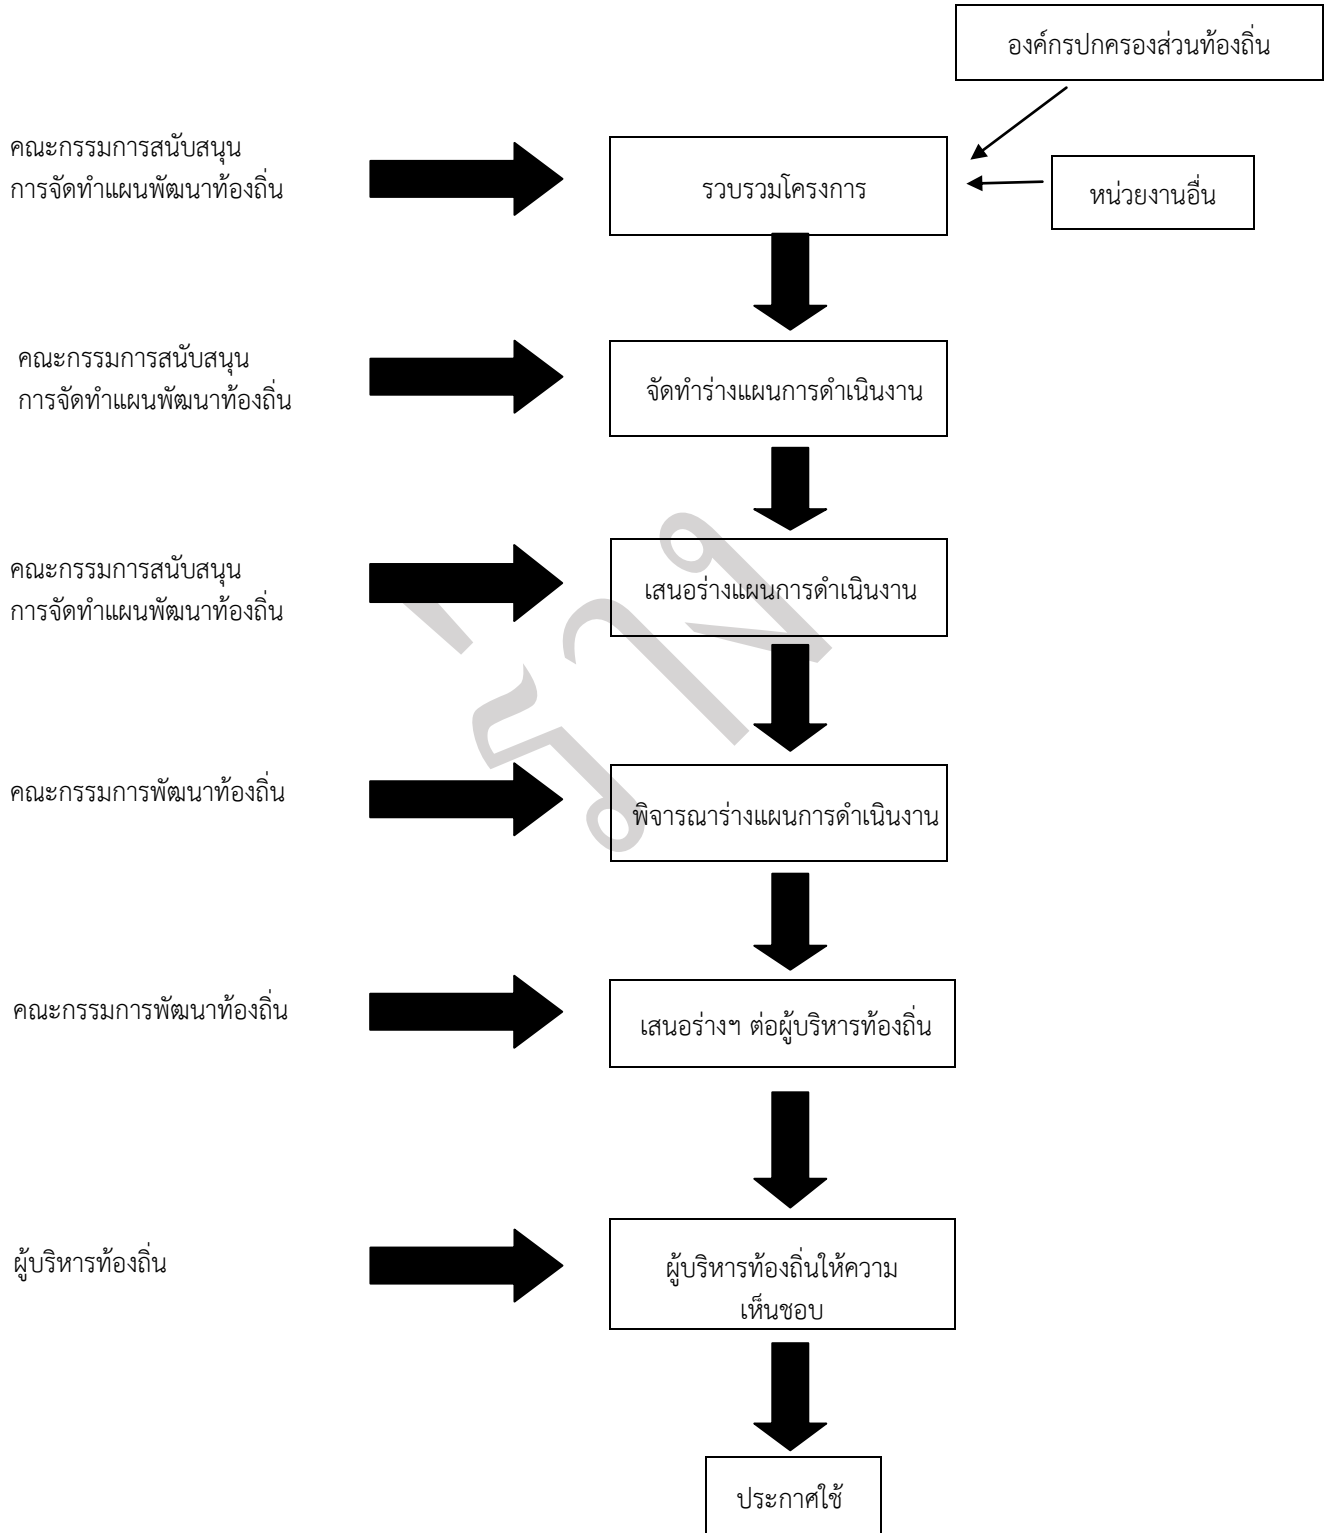 องค์กรปกครองส่วนท้องถิ่น
คณะกรรมการสนับสนุน
การจัดทำแผนพัฒนาท้องถิ่น
รวบรวมโครงการ
หน่วยงานอื่น
คณะกรรมการสนับสนุน
การจัดทำแผนพัฒนาท้องถิ่น
จัดทำร่างแผนการดำเนินงาน
คณะกรรมการสนับสนุน
การจัดทำแผนพัฒนาท้องถิ่น
เสนอร่างแผนการดำเนินงาน
ร่าง
คณะกรรมการพัฒนาท้องถิ่น
พิจารณาร่างแผนการดำเนินงาน
คณะกรรมการพัฒนาท้องถิ่น
เสนอร่างฯ ต่อผู้บริหารท้องถิ่น
ผู้บริหารท้องถิ่น
ผู้บริหารท้องถิ่นให้ความ
เห็นชอบ
ประกาศใช้